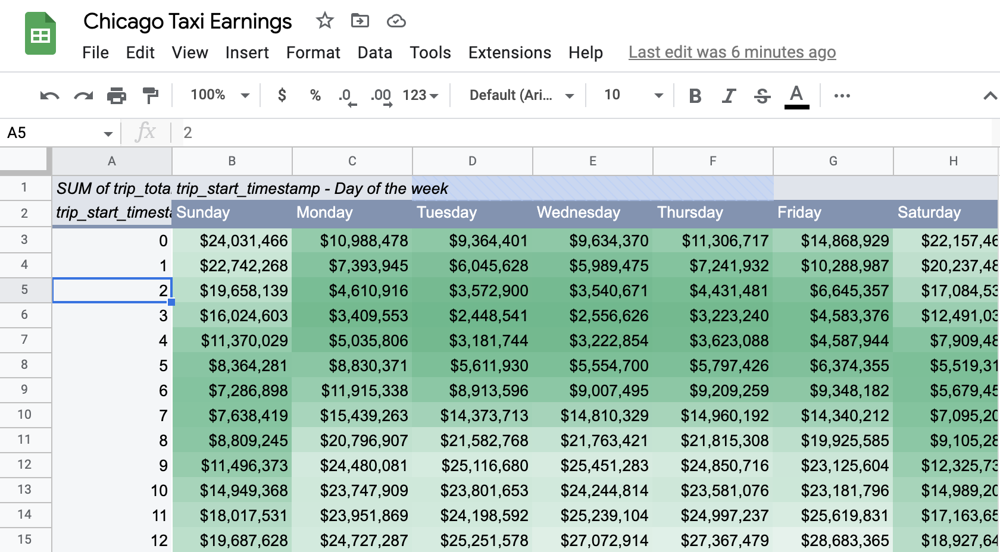 Chicago Taxi Earnings
File Edit View Insert Format Data Tools Extensions Help Last edit was 6 minutes ago
100% $ % .0 .00 123 Default (Ari... 10 B I S A
A5 fx 2
A B C D E F G H
1 SUM of trip_tota trip_start_timestamp - Day of the week
2 trip_start_timesta Sunday Monday Tuesday Wednesday Thursday Friday Saturday
3 0 $24,031,466 $10,988,478 $9,364,401 $9,634,370 $11,306,717 $14,868,929 $22,157,46
4 1 $22,742,268 $7,393,945 $6,045,628 $5,989,475 $7,241,932 $10,288,987 $20,237,48
5 2 $19,658,139 $4,610,916 $3,572,900 $3,540,671 $4,431,481 $6,645,357 $17,084,53
6 3 $16,024,603 $3,409,553 $2,448,541 $2,556,626 $3,223,240 $4,583,376 $12,491,03
7 4 $11,370,029 $5,035,806 $3,181,744 $3,222,854 $3,623,088 $4,587,944 $7,909,48
8 5 $8,364,281 $8,830,371 $5,611,930 $5,554,700 $5,797,426 $6,374,355 $5,519,31
9 6 $7,286,898 $11,915,338 $8,913,596 $9,007,495 $9,209,259 $9,348,182 $5,679,45
10 7 $7,638,419 $15,439,263 $14,373,713 $14,810,329 $14,960,192 $14,340,212 $7,095,20
11 8 $8,809,245 $20,796,907 $21,582,768 $21,763,421 $21,815,308 $19,925,585 $9,105,28
12 9 $11,496,373 $24,480,081 $25,116,680 $25,451,283 $24,850,716 $23,125,604 $12,325,73
13 10 $14,949,368 $23,747,909 $23,801,653 $24,244,814 $23,581,076 $23,181,796 $14,989,20
14 11 $18,017,531 $23,951,869 $24,198,592 $25,239,104 $24,997,237 $25,619,831 $17,163,65
15 12 $19,687,628 $24,727,287 $25,251,578 $27,072,914 $27,367,479 $28,683,365 $18,927,64